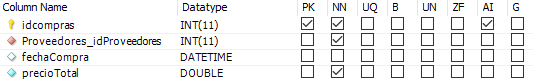 Column Name Datatype PK NN UQ B UN ZF AI G
idcompras INT(11)
Proveedores_idProveedores INT(11)
fechaCompra DATETIME
precioTotal DOUBLE